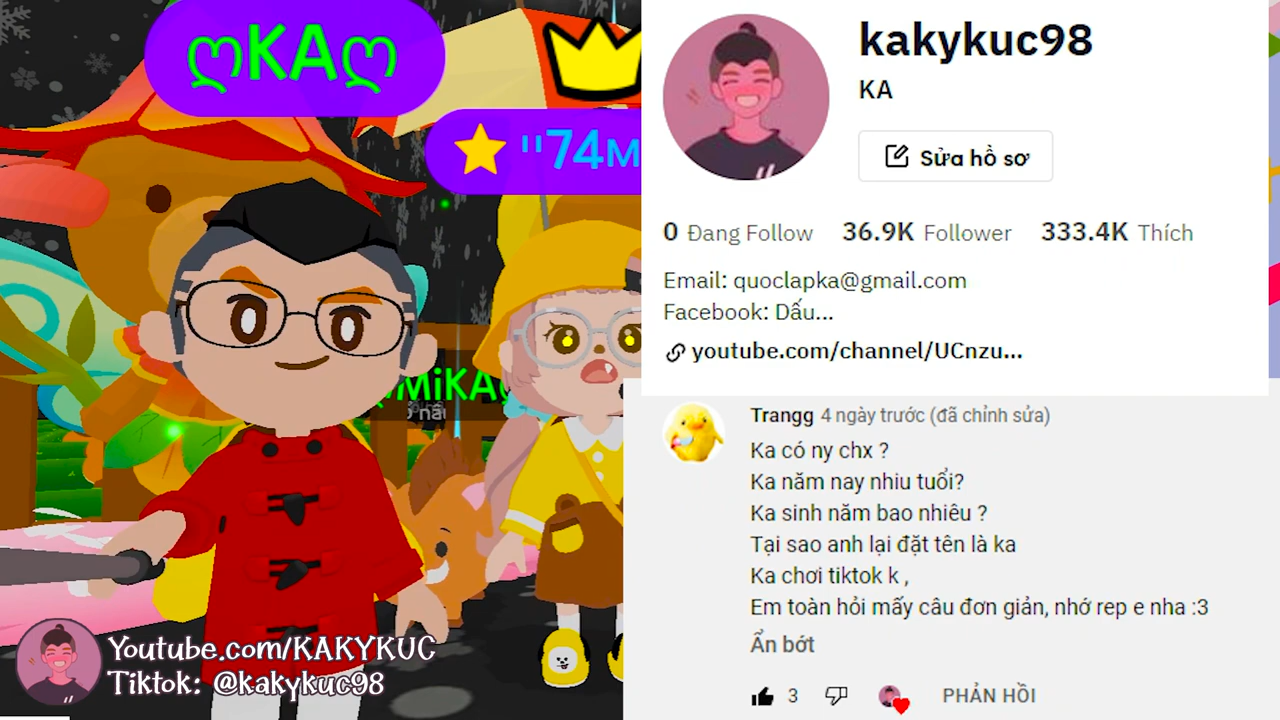 ღKAღ
"74M
MiKA
kakykuc98
KA
Sửa hồ sơ
0 Đang Follow 36.9K Follower 333.4K Thích
Email: quoclapka@gmail.com
Facebook: Dấu...
youtube.com/channel/UCnzu...
Trangg 4 ngày trước (đã chỉnh sửa)
Ka có ny chx ?
Ka năm nay nhiu tuổi?
Ka sinh năm bao nhiêu ?
Tại sao anh lại đặt tên là ka
Ka chơi tiktok k ,
Em toàn hỏi mấy câu đơn giản, nhớ rep e nha :3
Ẩn bớt
3
PHẢN HỒI
Youtube.com/KAKYKUC
Tiktok: @kakykuc98